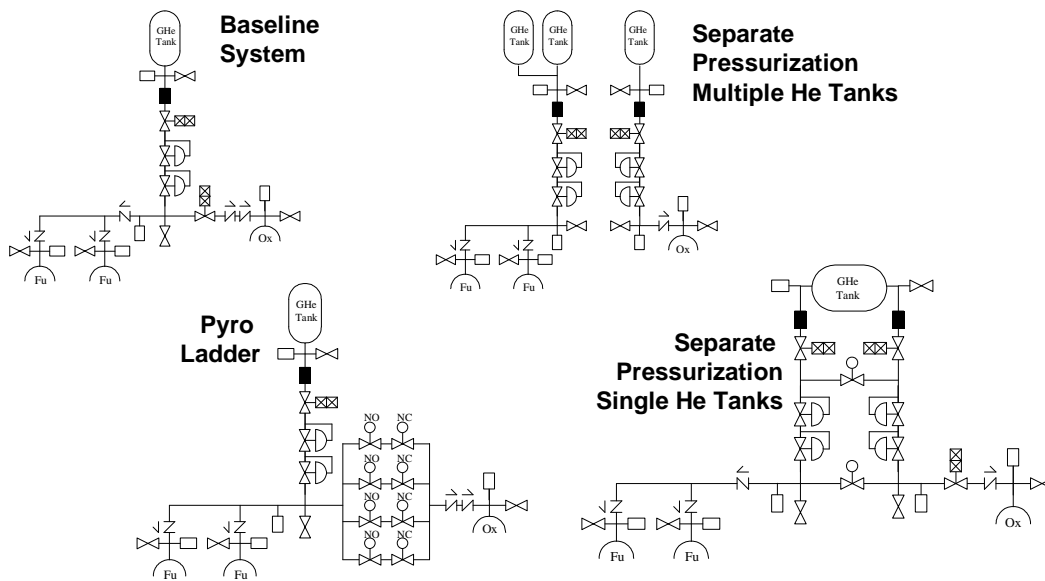 Baseline
System
GHe
Tank
Fu
Fu
Ox
Separate
Pressurization
Multiple He Tanks
GHe
Tank
GHe
Tank
GHe
Tank
Fu
Fu
Ox
Pyro
Ladder
GHe
Tank
NO
NC
NO
NC
NO
NC
NO
NC
Fu
Fu
Ox
Separate
Pressurization
Single He Tanks
GHe
Tank
Fu
Fu
Ox